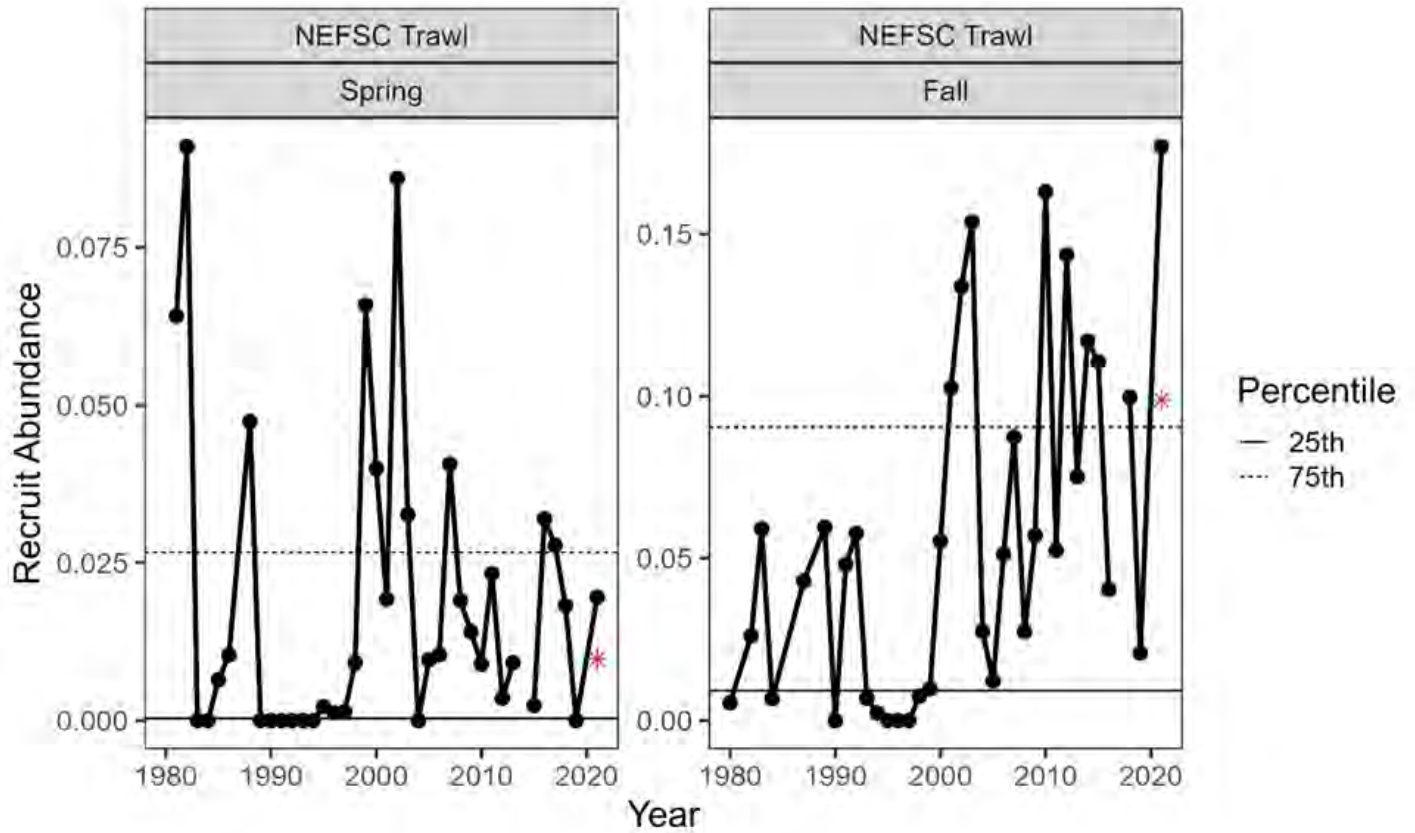 NEFSC Trawl
Spring
NEFSC Trawl
Fall
Recruit Abundance
0.075
0.050
0.025
0.000
0.15
0.10
0.05
0.00
1980 1990 2000 2010 2020
1980 1990 2000 2010 2020
Year
Percentile
25th
75th